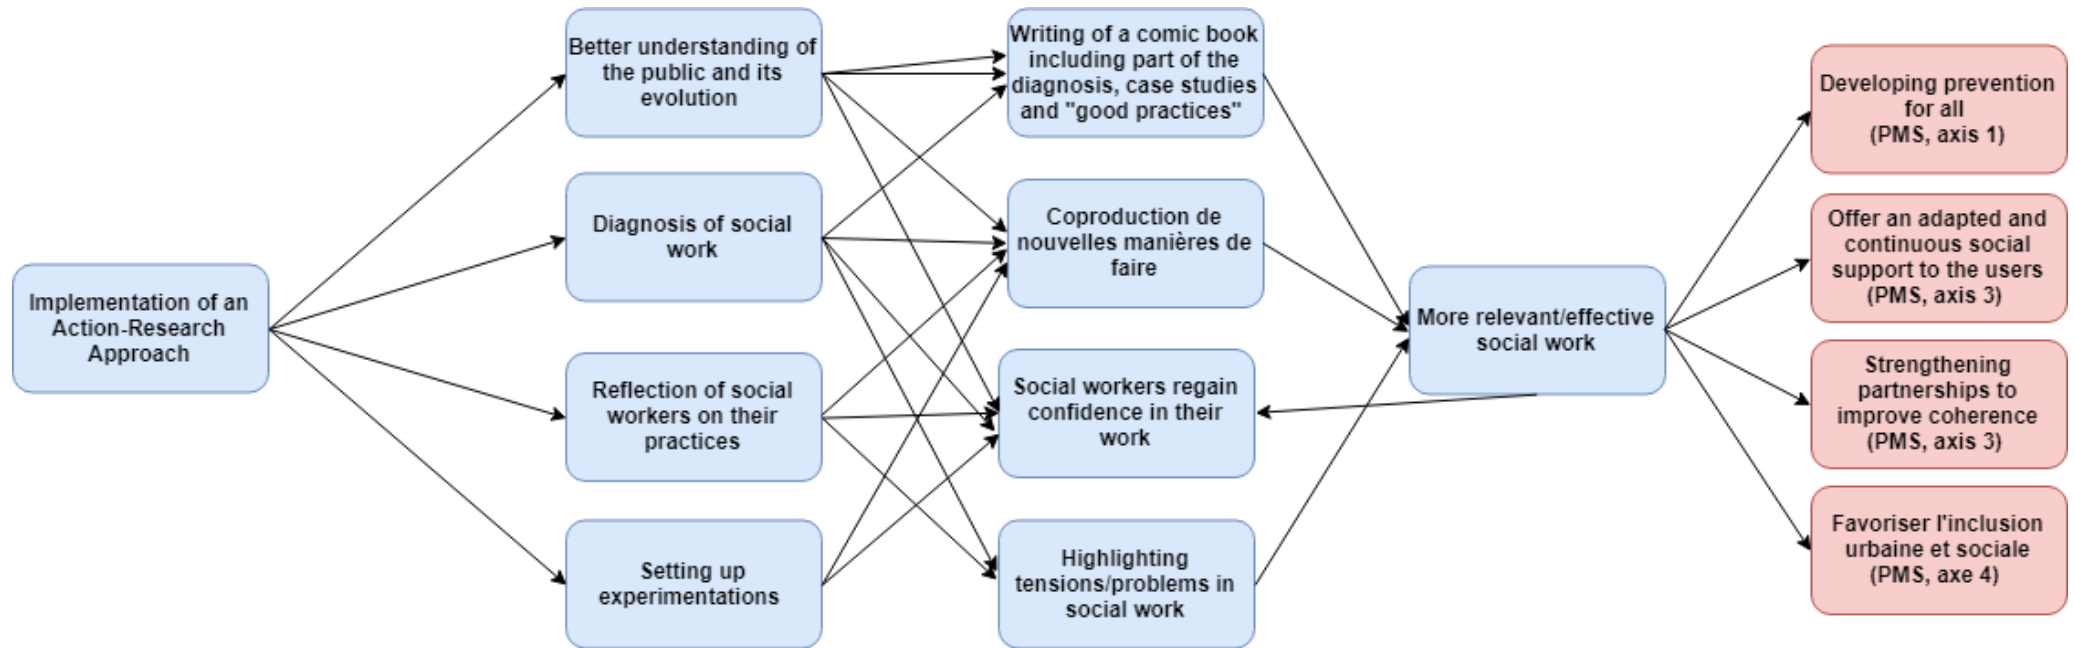 Implementation of an
Action-Research
Approach
Better understanding of
the public and its
evolution
Diagnosis of social
work
Reflection of social
workers on their
practices
Setting up
experimentations
Writing of a comic book
including part of the
diagnosis, case studies
and "good practices"
Coproduction de
nouvelles manières de
faire
Social workers regain
confidence in their
work
Highlighting
tensions/problems in
social work
More relevant/effective
social work
Developing prevention
for all
(PMS, axis 1)
Offer an adapted and
continuous social
support to the users
(PMS, axis 3)
Strengthening
partnerships to
improve coherence
(PMS, axis 3)
Favoriser l'inclusion
urbaine et sociale
(PMS, axe 4)